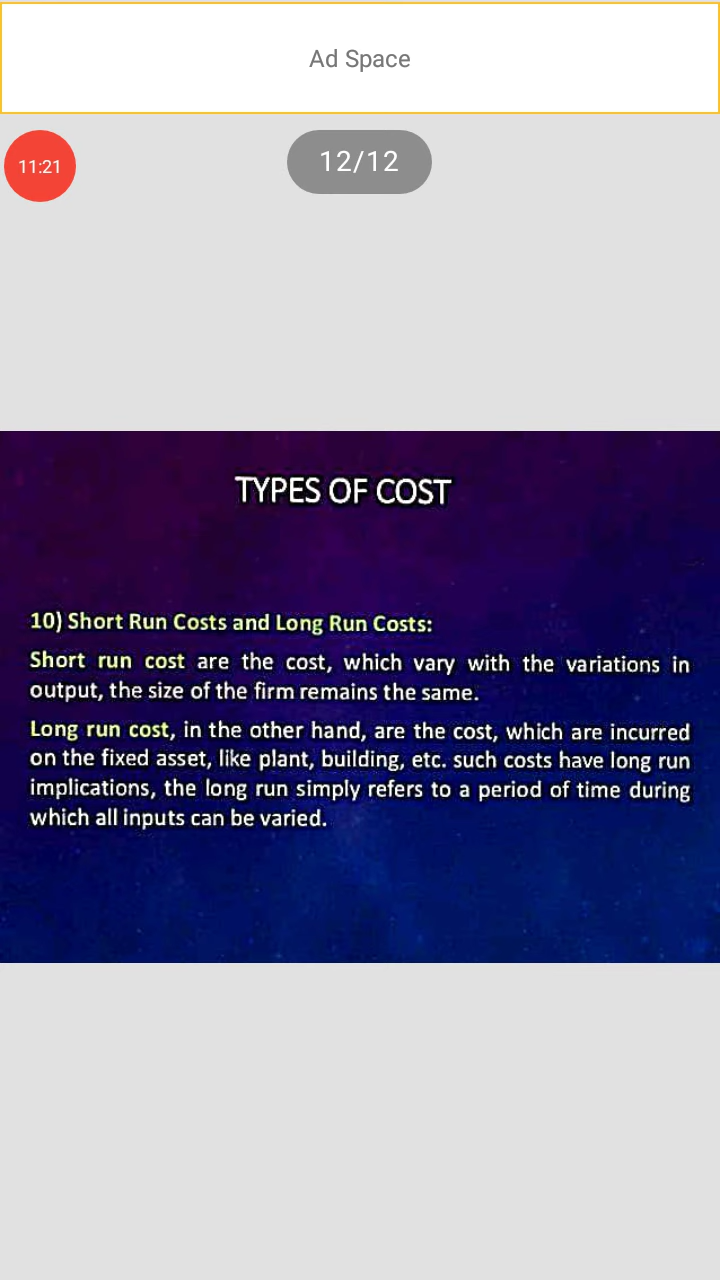 Ad Space
11:21
12/12
TYPES OF COST
10) Short Run Costs and Long Run Costs:
Short run cost are the cost, which vary with the variations in
output, the size of the firm remains the same.
Long run cost, in the other hand, are the cost, which are incurred
on the fixed asset, like plant, building, etc. such costs have long run
implications, the long run simply refers to a period of time during
which all inputs can be varied.